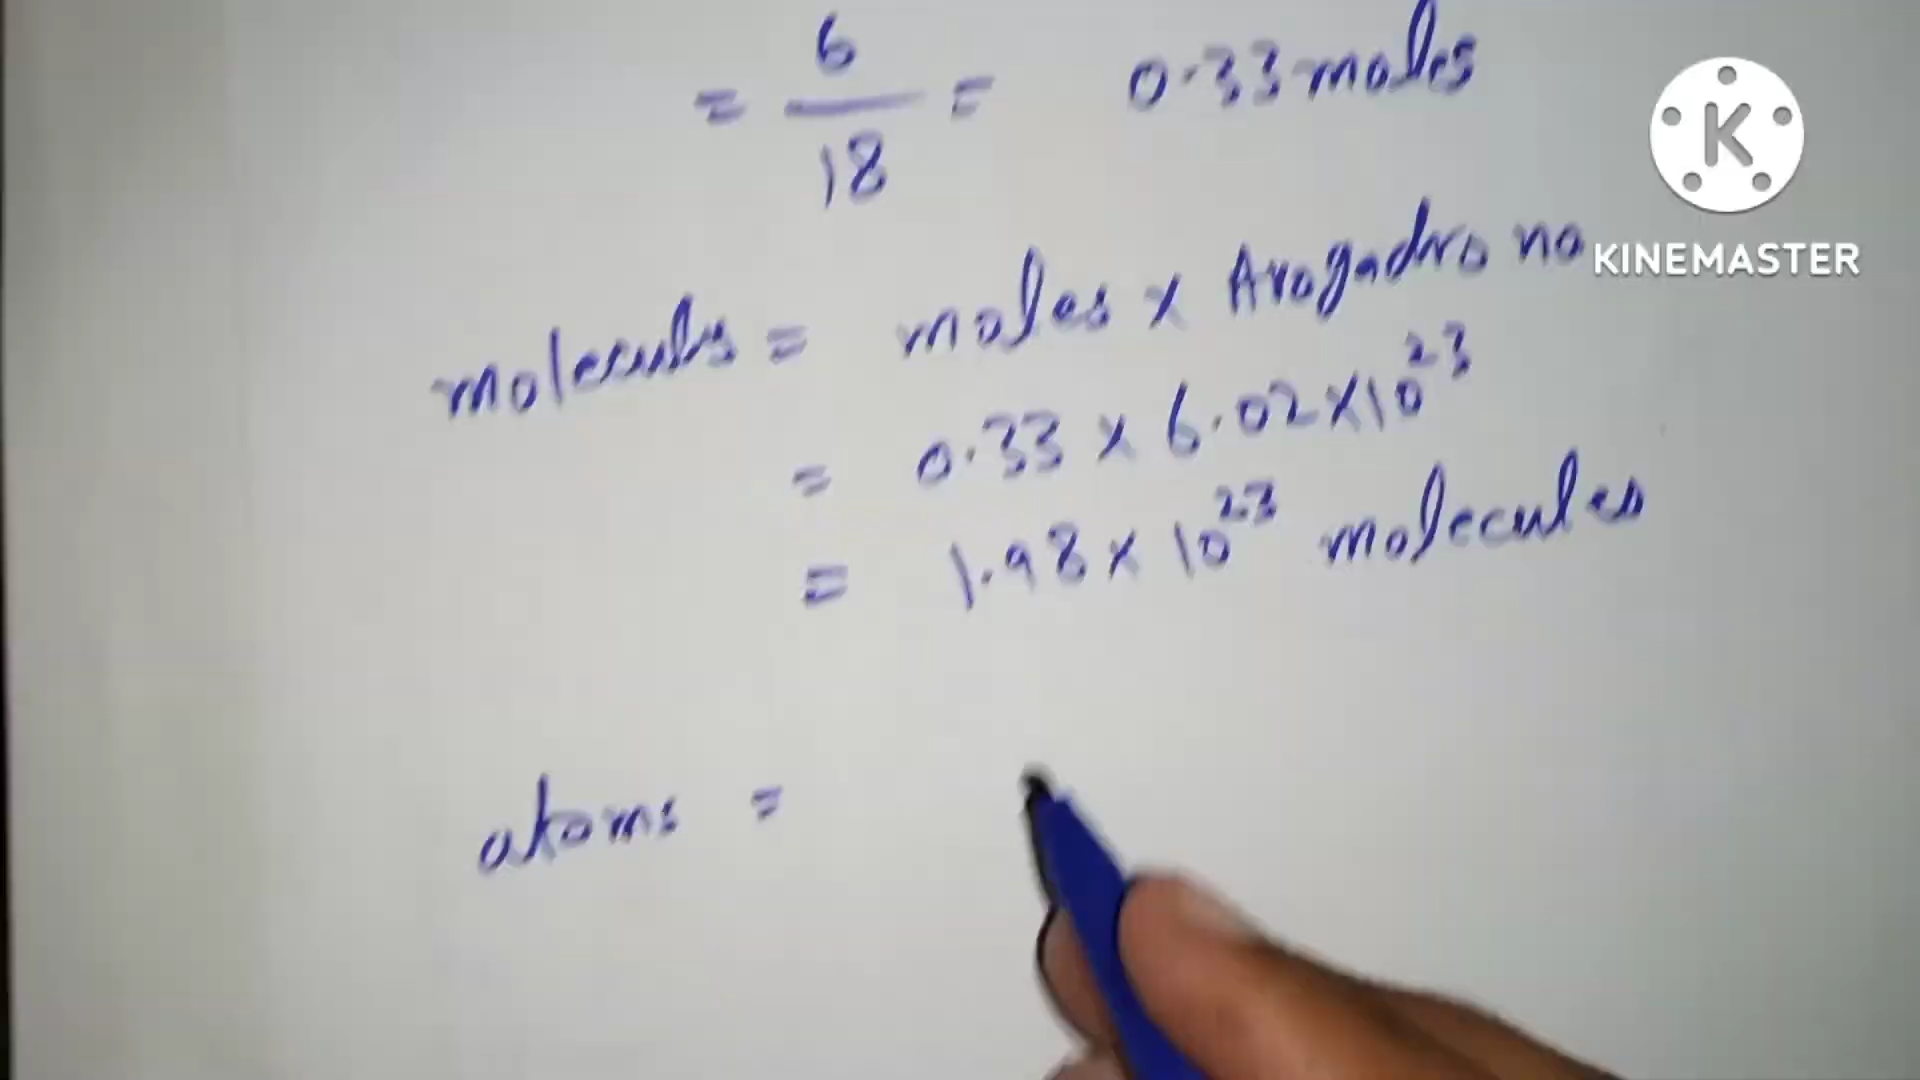 = 6/18 = 0.33 moles
K
KINEMASTER
molecules = moles x Avogadro no
= 0.33 x 6.02 x 10^23
= 1.98 x 10^23 molecules
atoms =